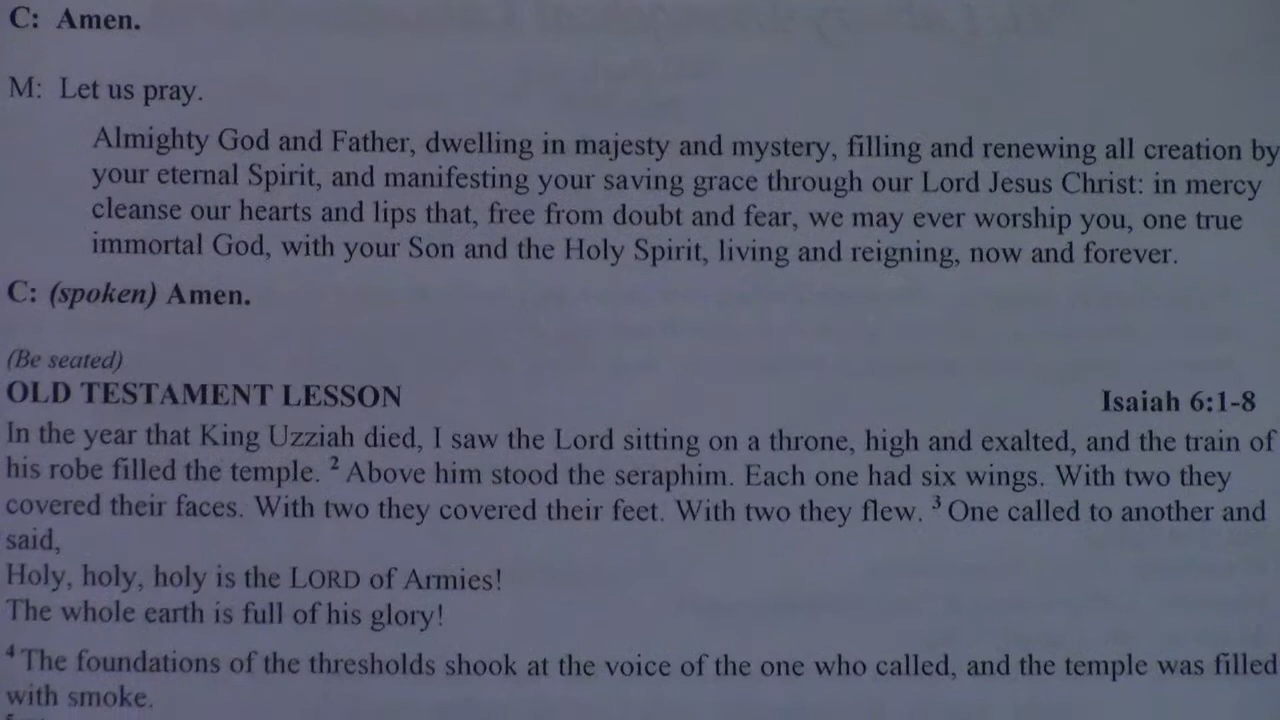 C: Amen.
M: Let us pray.
Almighty God and Father, dwelling in majesty and mystery, filling and renewing all creation by
your eternal Spirit, and manifesting your saving grace through our Lord Jesus Christ: in mercy
cleanse our hearts and lips that, free from doubt and fear, we may ever worship you, one true
immortal God, with your Son and the Holy Spirit, living and reigning, now and forever.
C: (spoken) Amen.
(Be seated)
OLD TESTAMENT LESSON Isaiah 6:1-8
In the year that King Uzziah died, I saw the Lord sitting on a throne, high and exalted, and the train of
his robe filled the temple. ² Above him stood the seraphim. Each one had six wings. With two they
covered their faces. With two they covered their feet. With two they flew. ³ One called to another and
said,
Holy, holy, holy is the LORD of Armies!
The whole earth is full of his glory!
⁴ The foundations of the thresholds shook at the voice of the one who called, and the temple was filled
with smoke.